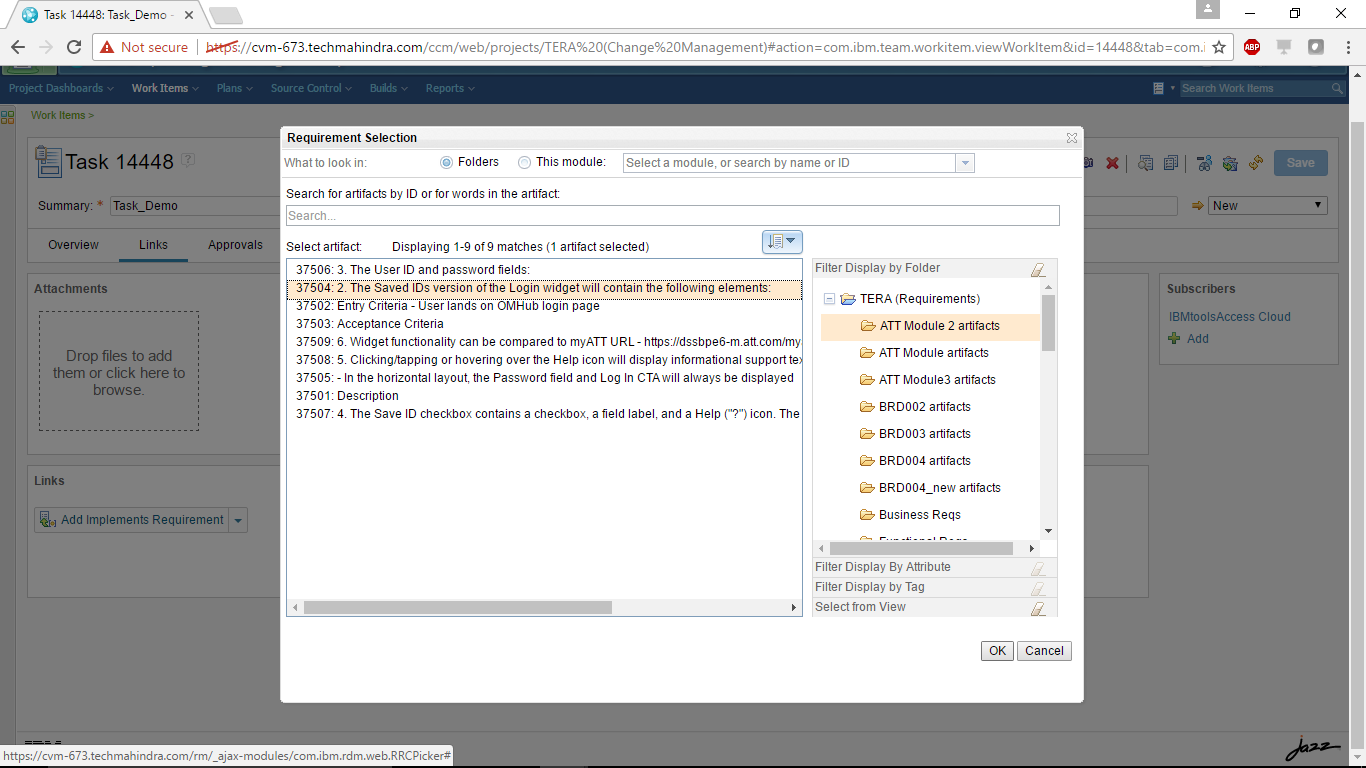 Task 14448: Task_Demo -
Not secure
https://cvm-673.techmahindra.com/ccm/web/projects/TERA%20(Change%20Management)#action=com.ibm.team.workitem.viewWorkItem&id=14448&tab=com.i
ABP
Project Dashboards
Work Items
Plans
Source Control
Builds
Reports
Search Work Items
Work Items >
Task 14448
Save
Summary: *
Task_Demo
New
Overview
Links
Approvals
Attachments
Drop files to add
them or click here to
browse.
Links
Add Implements Requirement
Subscribers
IBMtoolsAccess Cloud
Add
Requirement Selection
What to look in:
Folders
This module:
Select a module, or search by name or ID
Search for artifacts by ID or for words in the artifact:
Search...
Select artifact:
Displaying 1-9 of 9 matches (1 artifact selected)
37506: 3. The User ID and password fields:
37504: 2. The Saved IDs version of the Login widget will contain the following elements:
37502: Entry Criteria - User lands on OMHub login page
37503: Acceptance Criteria
37509: 6. Widget functionality can be compared to myATT URL - https://dssbpe6-m.att.com/my
37508: 5. Clicking/tapping or hovering over the Help icon will display informational support tex
37505: - In the horizontal layout, the Password field and Log In CTA will always be displayed
37501: Description
37507: 4. The Save ID checkbox contains a checkbox, a field label, and a Help ("?") icon. The
Filter Display by Folder
TERA (Requirements)
ATT Module 2 artifacts
ATT Module artifacts
ATT Module3 artifacts
BRD002 artifacts
BRD003 artifacts
BRD004 artifacts
BRD004_new artifacts
Business Reqs
Functional Reqs
Filter Display By Attribute
Filter Display by Tag
Select from View
OK
Cancel
https://cvm-673.techmahindra.com/rm/_ajax-modules/com.ibm.rdm.web.RRCPicker#
Jazz